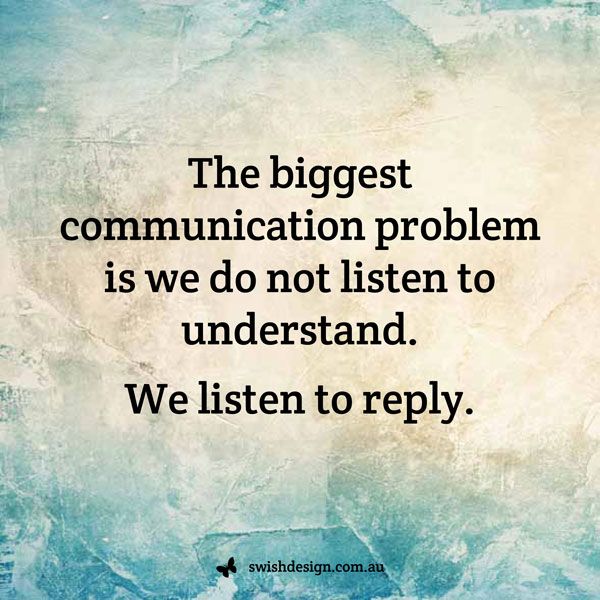 The biggest
communication problem
is we do not listen to
understand.
We listen to reply.
swishdesign.com.au